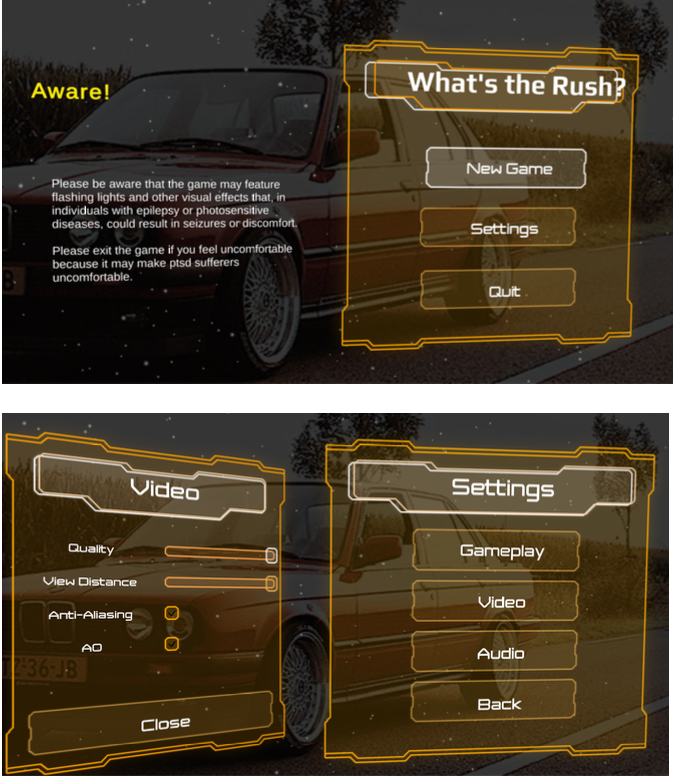 Aware!
What's the Rush?
Please be aware that the game may feature
flashing lights and other visual effects that, in
individuals with epilepsy or photosensitive
diseases, could result in seizures or discomfort.
Please exit the game if you feel uncomfortable
because it may make ptsd sufferers
uncomfortable.
New Game
Settings
Quit
Video
Quality
View Distance
Anti-Aliasing
AO
Close
Settings
Gameplay
Video
Audio
Back